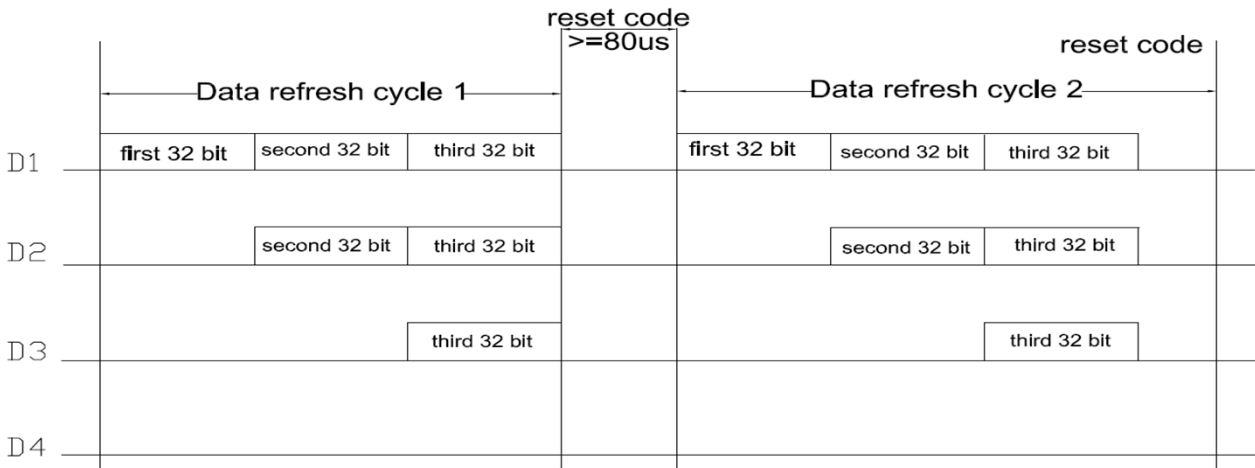 reset code
>=80us
reset code
Data refresh cycle 1
Data refresh cycle 2
D1
first 32 bit
second 32 bit
third 32 bit
first 32 bit
second 32 bit
third 32 bit
D2
second 32 bit
third 32 bit
second 32 bit
third 32 bit
D3
third 32 bit
third 32 bit
D4